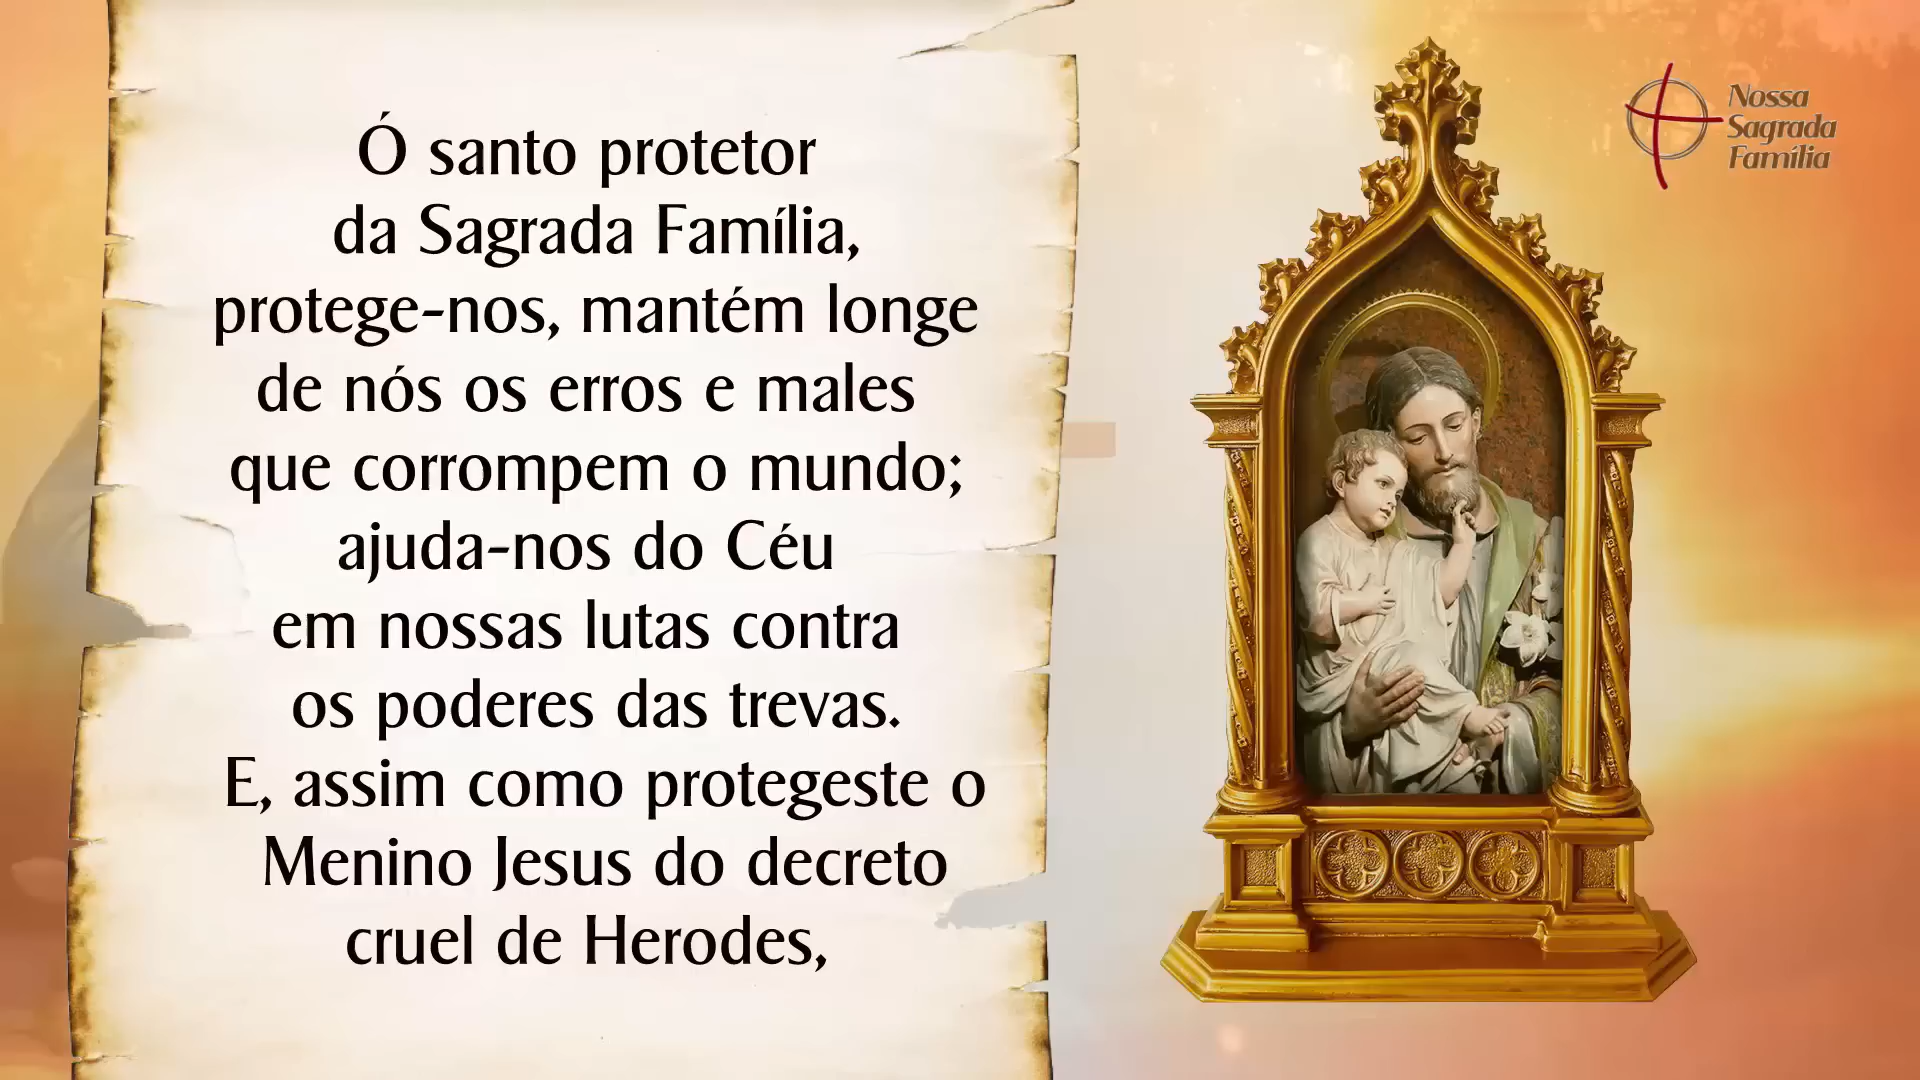 Ó santo protetor
da Sagrada Família,
protege-nos, mantém longe
de nós os erros e males
que corrompem o mundo;
ajuda-nos do Céu
em nossas lutas contra
os poderes das trevas.
E, assim como protegeste o
Menino Jesus do decreto
cruel de Herodes,
Nossa
Sagrada
Família